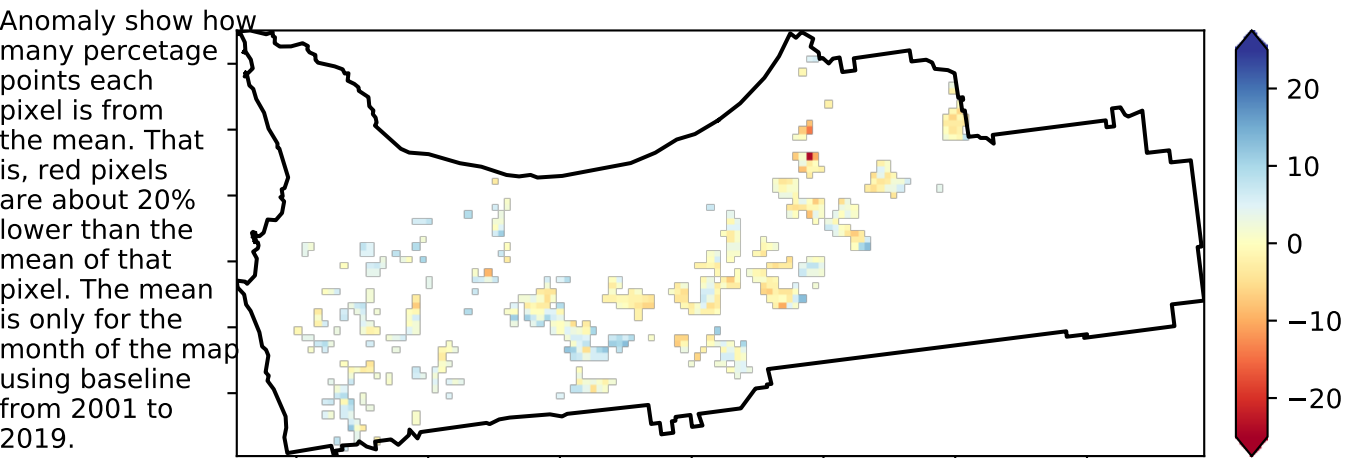 Anomaly show how
many percetage
points each
pixel is from
the mean. That
is, red pixels
are about 20%
lower than the
mean of that
pixel. The mean
is only for the
month of the map
using baseline
from 2001 to
2019.
20
10
0
−10
−20